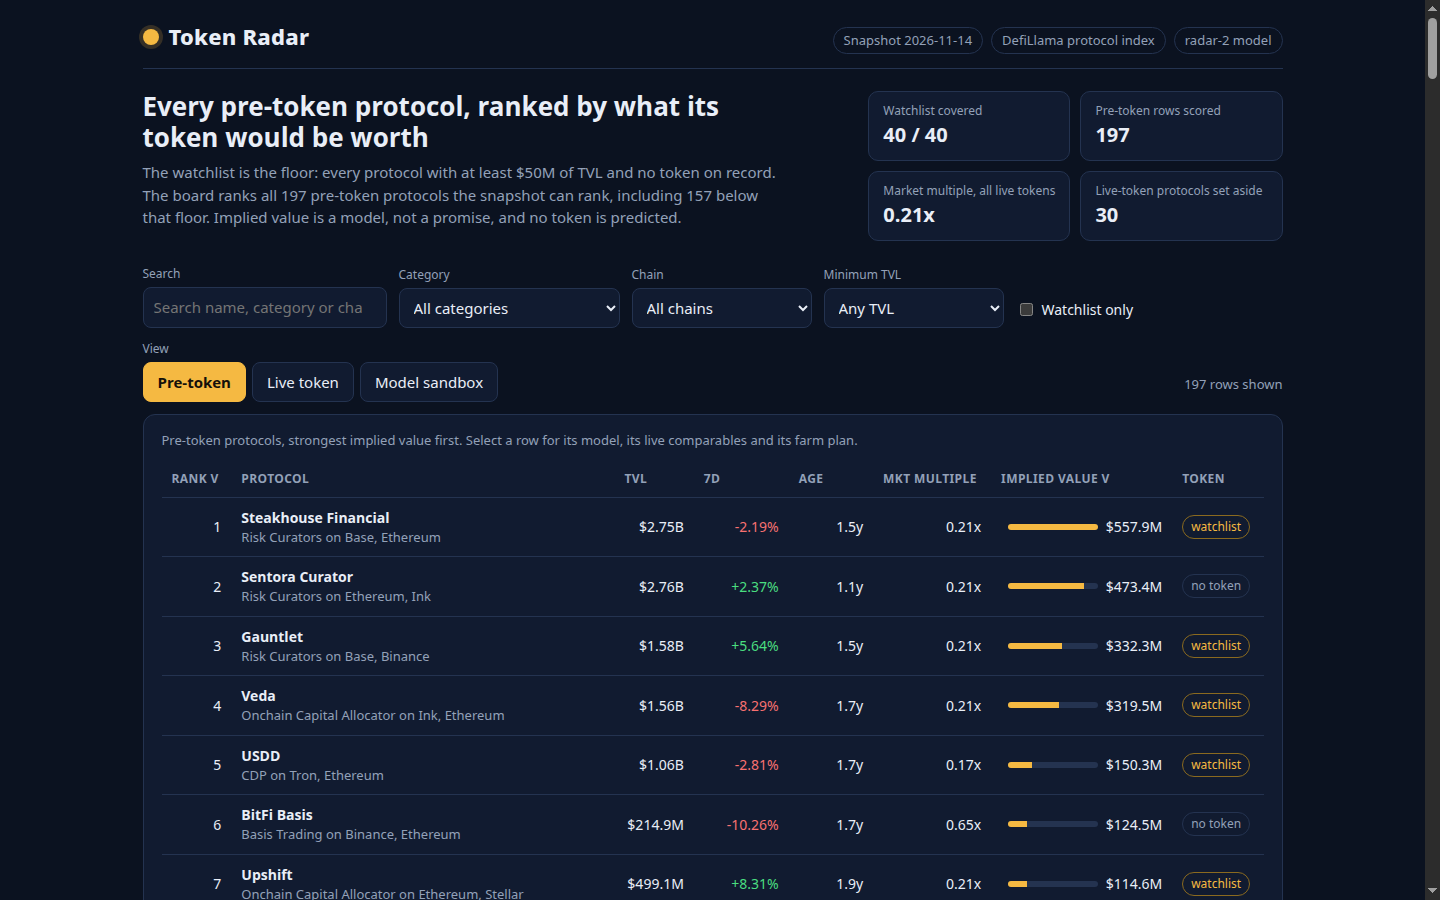 Token Radar
Snapshot 2026-11-14
DefiLlama protocol index
radar-2 model
Every pre-token protocol, ranked by what its
token would be worth
The watchlist is the floor: every protocol with at least $50M of TVL and no token on record.
The board ranks all 197 pre-token protocols the snapshot can rank, including 157 below
that floor. Implied value is a model, not a promise, and no token is predicted.
Watchlist covered
40 / 40
Pre-token rows scored
197
Market multiple, all live tokens
0.21x
Live-token protocols set aside
30
Search
Search name, category or cha
Category
All categories
Chain
All chains
Minimum TVL
Any TVL
Watchlist only
View
Pre-token
Live token
Model sandbox
197 rows shown
Pre-token protocols, strongest implied value first. Select a row for its model, its live comparables and its farm plan.
RANK V PROTOCOL TVL 7D AGE MKT MULTIPLE IMPLIED VALUE V TOKEN
1 Steakhouse Financial $2.75B -2.19% 1.5y 0.21x $557.9M watchlist
Risk Curators on Base, Ethereum
2 Sentora Curator $2.76B +2.37% 1.1y 0.21x $473.4M no token
Risk Curators on Ethereum, Ink
3 Gauntlet $1.58B +5.64% 1.5y 0.21x $332.3M watchlist
Risk Curators on Base, Binance
4 Veda $1.56B -8.29% 1.7y 0.21x $319.5M watchlist
Onchain Capital Allocator on Ink, Ethereum
5 USDD $1.06B -2.81% 1.7y 0.17x $150.3M watchlist
CDP on Tron, Ethereum
6 BitFi Basis $214.9M -10.26% 1.7y 0.65x $124.5M no token
Basis Trading on Binance, Ethereum
7 Upshift $499.1M +8.31% 1.9y 0.21x $114.6M watchlist
Onchain Capital Allocator on Ethereum, Stellar